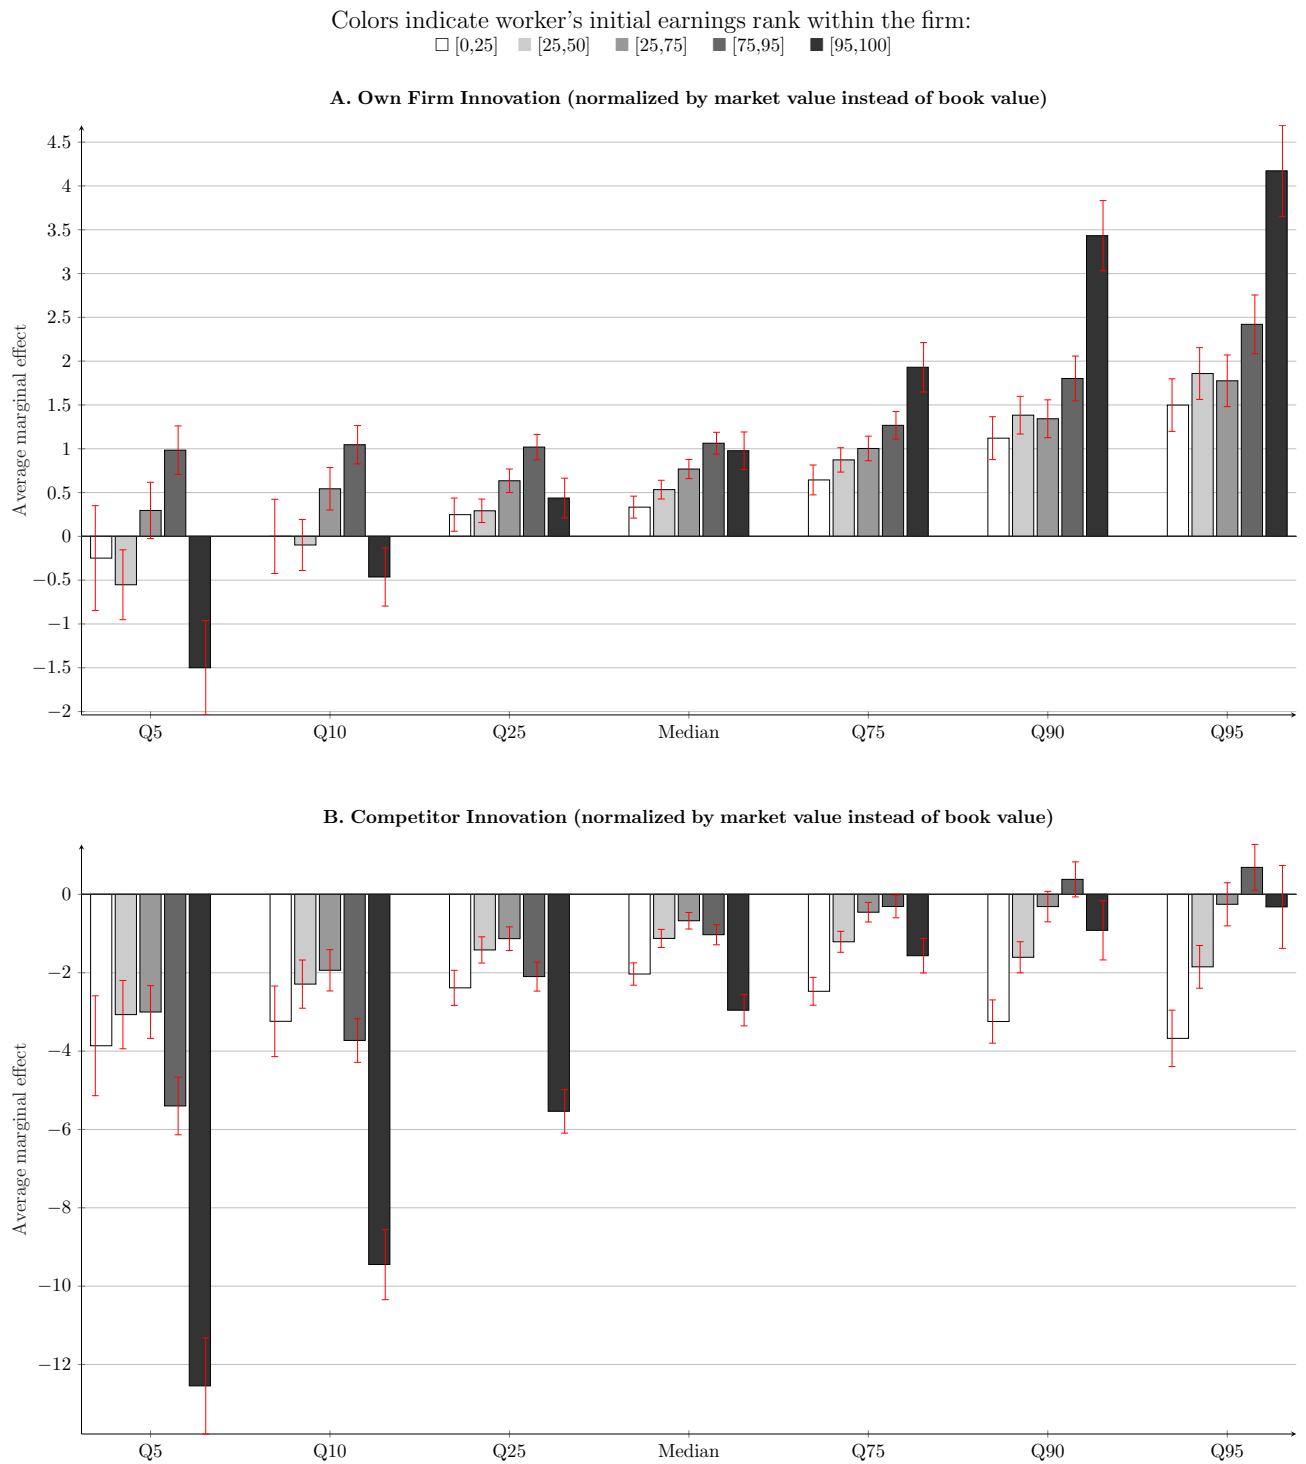 Colors indicate worker's initial earnings rank within the firm:
[0,25] [25,50] [25,75] [75,95] [95,100]
A. Own Firm Innovation (normalized by market value instead of book value)
Average marginal effect
4.5
4
3.5
3
2.5
2
1.5
1
0.5
0
−0.5
−1
−1.5
−2
Q5 Q10 Q25 Median Q75 Q90 Q95
B. Competitor Innovation (normalized by market value instead of book value)
Average marginal effect
0
−2
−4
−6
−8
−10
−12
Q5 Q10 Q25 Median Q75 Q90 Q95